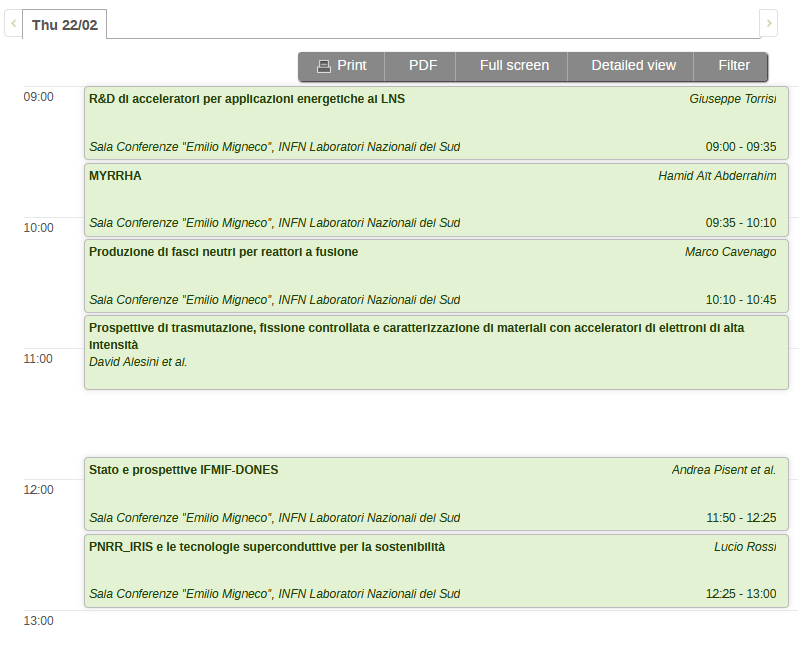 Thu 22/02
Print PDF Full screen Detailed view Filter
09:00
R&D di acceleratori per applicazioni energetiche ai LNS Giuseppe Torrisi
Sala Conferenze "Emilio Migneco", INFN Laboratori Nazionali del Sud 09:00 - 09:35
MYRRHA Hamid Aït Abderrahim
Sala Conferenze "Emilio Migneco", INFN Laboratori Nazionali del Sud 09:35 - 10:10
10:00
Produzione di fasci neutri per reattori a fusione Marco Cavenago
Sala Conferenze "Emilio Migneco", INFN Laboratori Nazionali del Sud 10:10 - 10:45
Prospettive di trasmutazione, fissione controllata e caratterizzazione di materiali con acceleratori di elettroni di alta
intensità
11:00
David Alesini et al.
Stato e prospettive IFMIF-DONES Andrea Pisent et al.
12:00
Sala Conferenze "Emilio Migneco", INFN Laboratori Nazionali del Sud 11:50 - 12:25
PNRR_IRIS e le tecnologie superconduttive per la sostenibilità Lucio Rossi
Sala Conferenze "Emilio Migneco", INFN Laboratori Nazionali del Sud 12:25 - 13:00
13:00